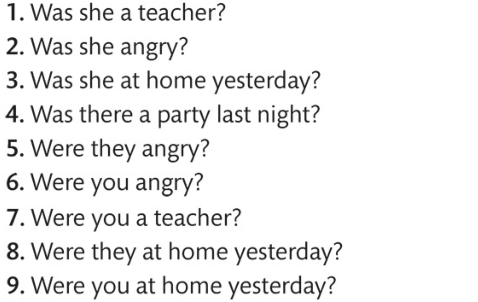 1. Was she a teacher?
2. Was she angry?
3. Was she at home yesterday?
4. Was there a party last night?
5. Were they angry?
6. Were you angry?
7. Were you a teacher?
8. Were they at home yesterday?
9. Were you at home yesterday?